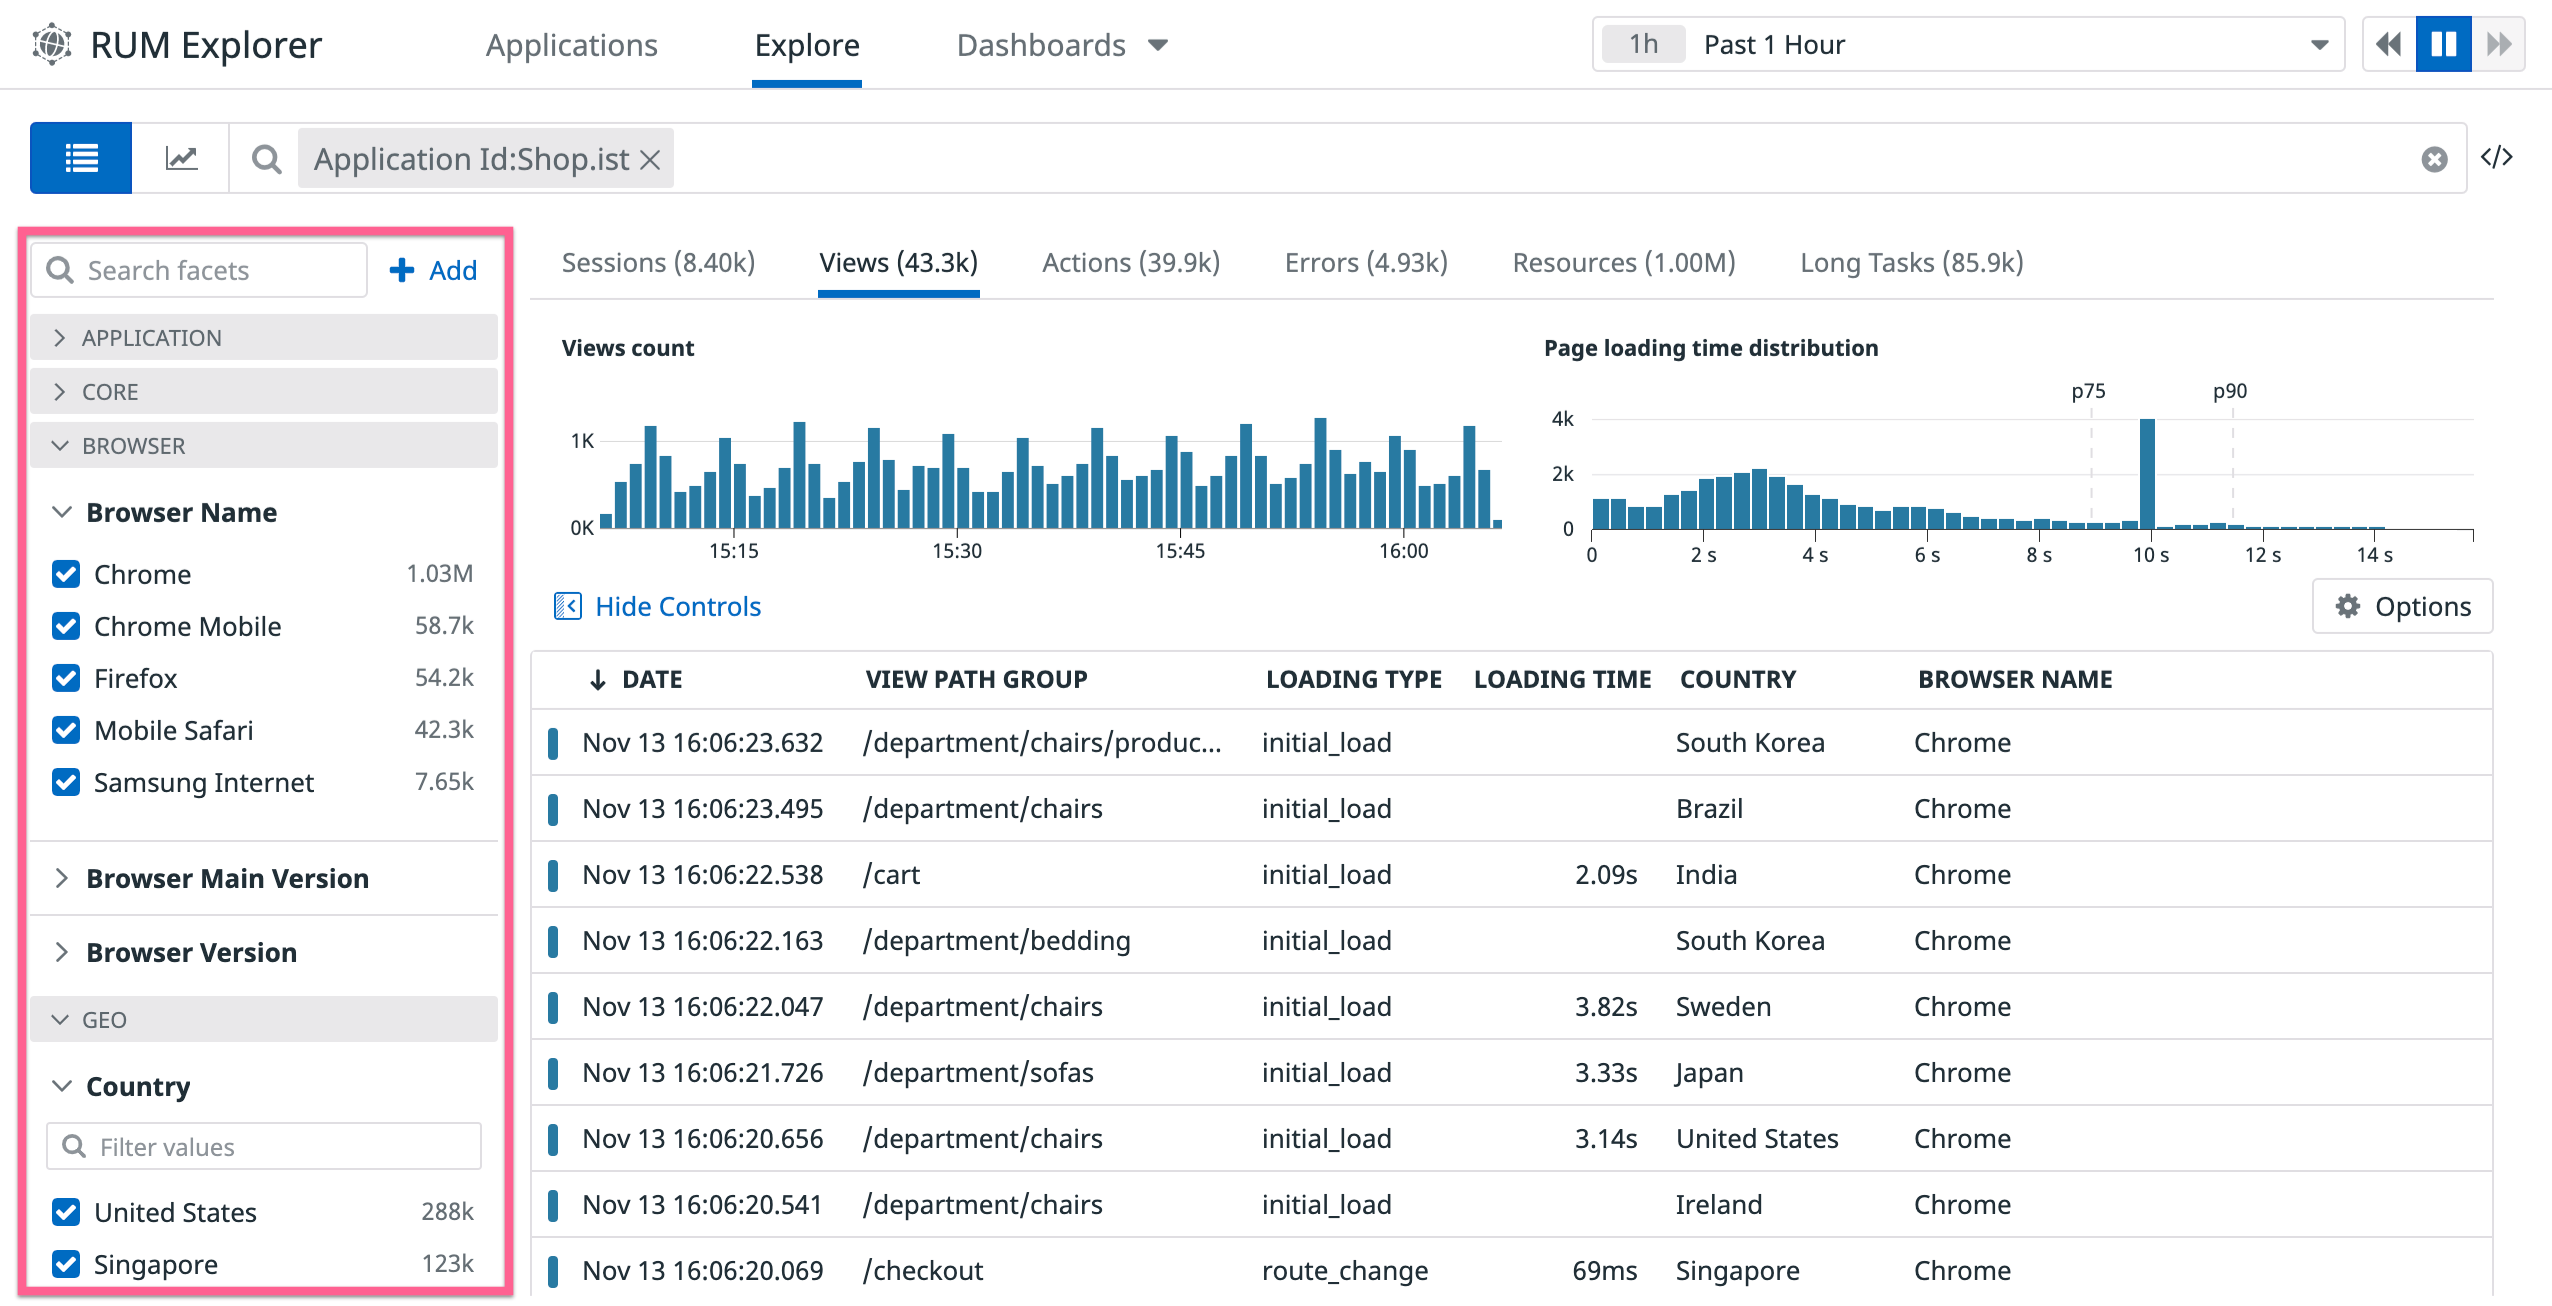 RUM Explorer Applications Explore Dashboards 1h Past 1 Hour
Application Id:Shop.ist </>
Search facets Add
APPLICATION
CORE
BROWSER
Browser Name
Chrome 1.03M
Chrome Mobile 58.7k
Firefox 54.2k
Mobile Safari 42.3k
Samsung Internet 7.65k
Browser Main Version
Browser Version
GEO
Country
Filter values
United States 288k
Singapore 123k
Sessions (8.40k) Views (43.3k) Actions (39.9k) Errors (4.93k) Resources (1.00M) Long Tasks (85.9k)
Views count
1K
0K
15:15 15:30 15:45 16:00
Page loading time distribution
p75 p90
4k
2k
0
0 2 s 4 s 6 s 8 s 10 s 12 s 14 s
Hide Controls Options
DATE VIEW PATH GROUP LOADING TYPE LOADING TIME COUNTRY BROWSER NAME
Nov 13 16:06:23.632 /department/chairs/produc... initial_load South Korea Chrome
Nov 13 16:06:23.495 /department/chairs initial_load Brazil Chrome
Nov 13 16:06:22.538 /cart initial_load 2.09s India Chrome
Nov 13 16:06:22.163 /department/bedding initial_load South Korea Chrome
Nov 13 16:06:22.047 /department/chairs initial_load 3.82s Sweden Chrome
Nov 13 16:06:21.726 /department/sofas initial_load 3.33s Japan Chrome
Nov 13 16:06:20.656 /department/chairs initial_load 3.14s United States Chrome
Nov 13 16:06:20.541 /department/chairs initial_load Ireland Chrome
Nov 13 16:06:20.069 /checkout route_change 69ms Singapore Chrome